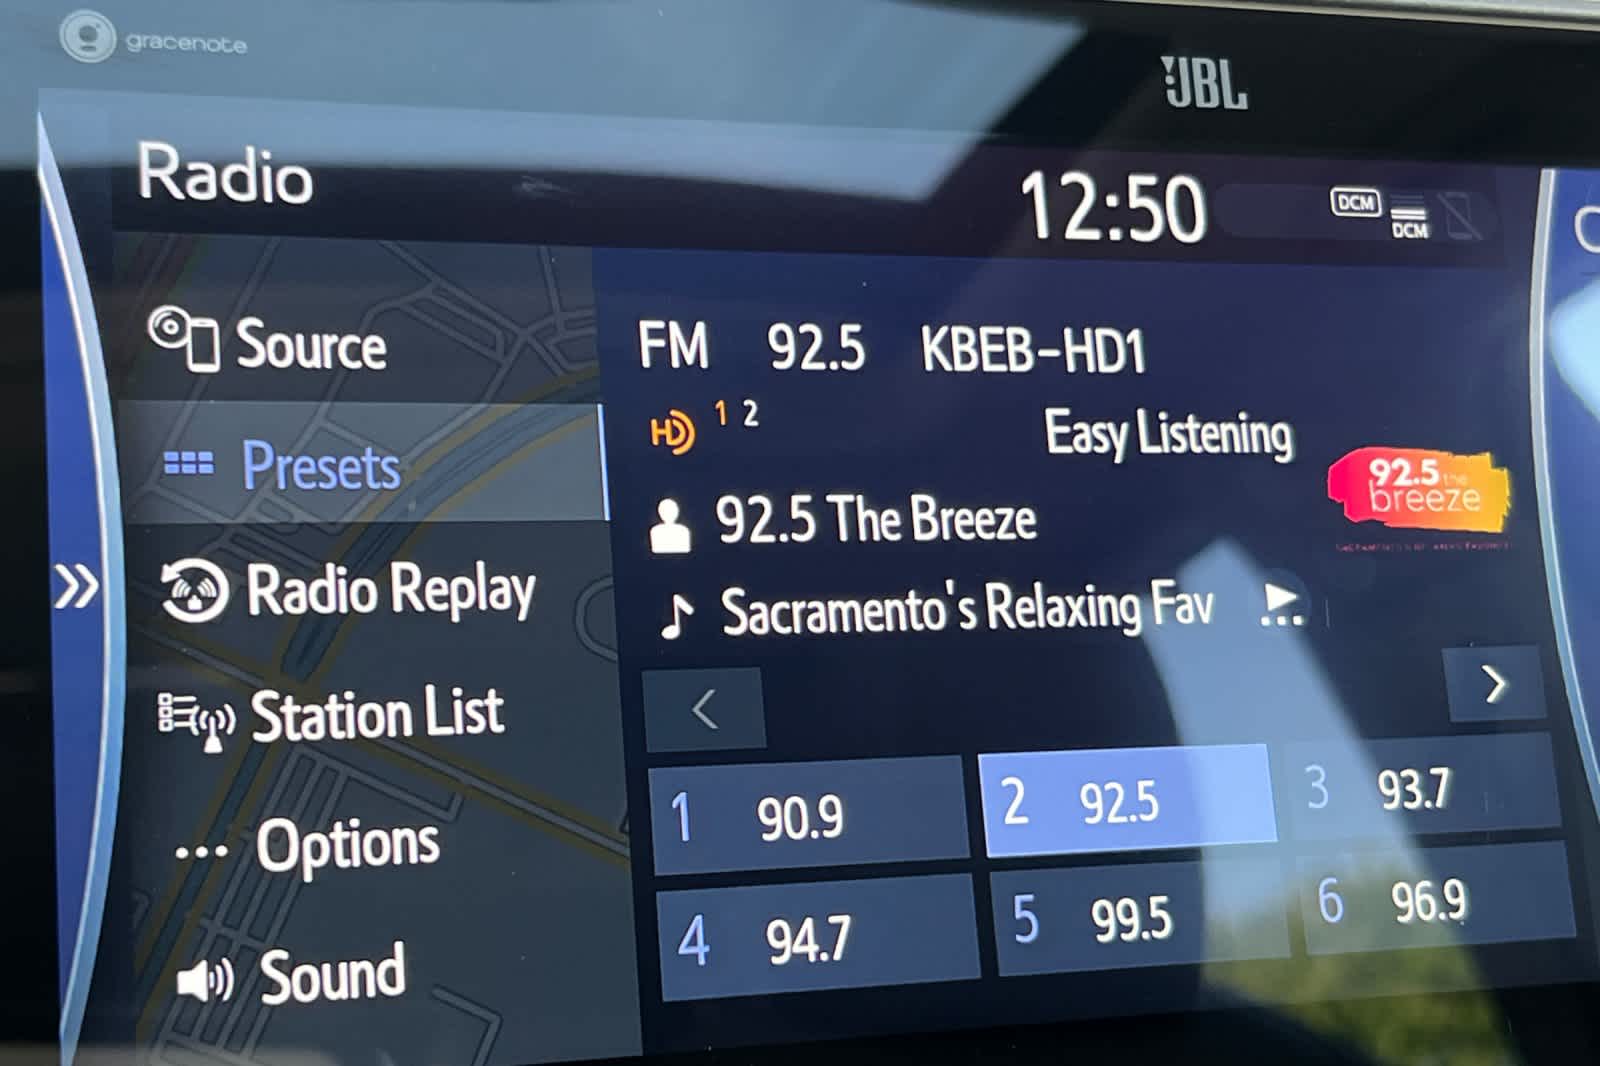 gracenote
JBL
Radio
12:50
DCM
DCM
Source
Presets
Radio Replay
Station List
Options
Sound
FM 92.5 KBEB-HD1
HD 1 2
Easy Listening
92.5 The Breeze
92.5 the
breeze
Sacramento's Relaxing Fav
1 90.9
2 92.5
3 93.7
4 94.7
5 99.5
6 96.9